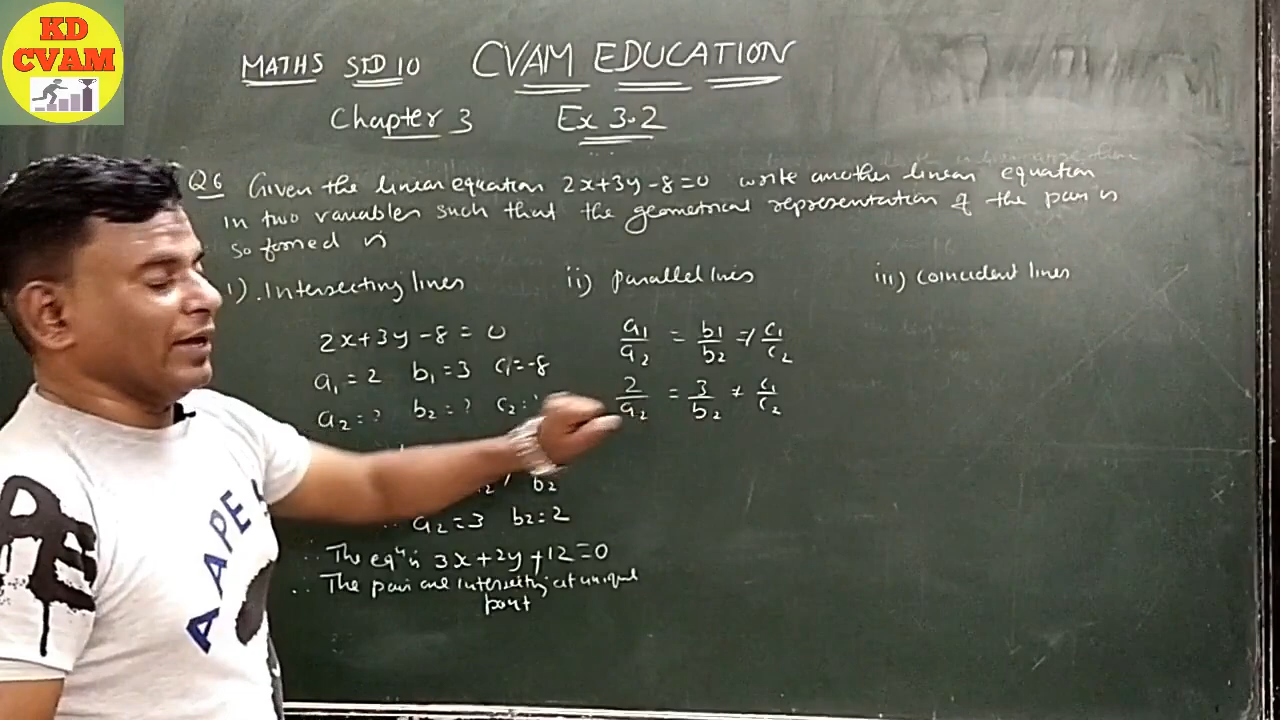 KD
CVAM
MATHS STD 10 CVAM EDUCATION
Chapter 3 Ex 3.2
Q6 Given the linear equation 2x+3y-8=0 write another linear equation
in two variables such that the geometrical representation of the pair is
so formed is
i) Intersecting lines
2x+3y-8=0
a₁=2 b₁=3 c₁=-8
a₂=? b₂=? c₂=
₂ b₂
∴ a₂=3 b₂=2
∴ The eqⁿ is 3x+2y+12=0
∴ The pair are intersecting at unique
point
ii) parallel lines
a₁/a₂ = b₁/b₂ ≠ c₁/c₂
2/a₂ = 3/b₂ ≠ c₁/c₂
iii) coincident lines
AAPE